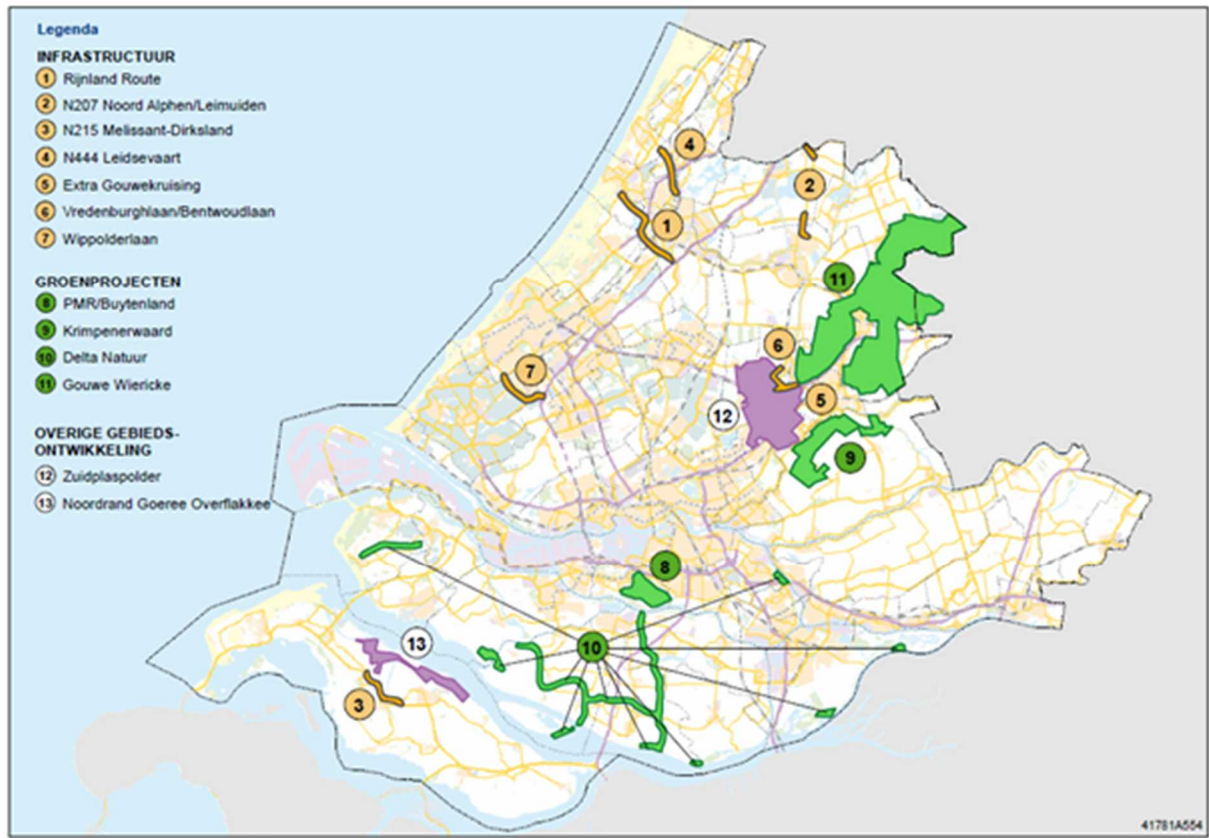 Legenda
INFRASTRUCTUUR
1 Rijnland Route
2 N207 Noord Alphen/Leimuiden
3 N215 Melissant-Dirksland
4 N444 Leidsevaart
5 Extra Gouwekruising
6 Vredenburghlaan/Bentwoudlaan
7 Wippolderlaan
GROENPROJECTEN
8 PMR/Buytenland
9 Krimpenerwaard
10 Delta Natuur
11 Gouwe Wiericke
OVERIGE GEBIEDS-
ONTWIKKELING
12 Zuidplaspolder
13 Noordrand Goeree Overflakkee
4
2
1
11
6
7
5
12
9
8
10
13
3
41781A554